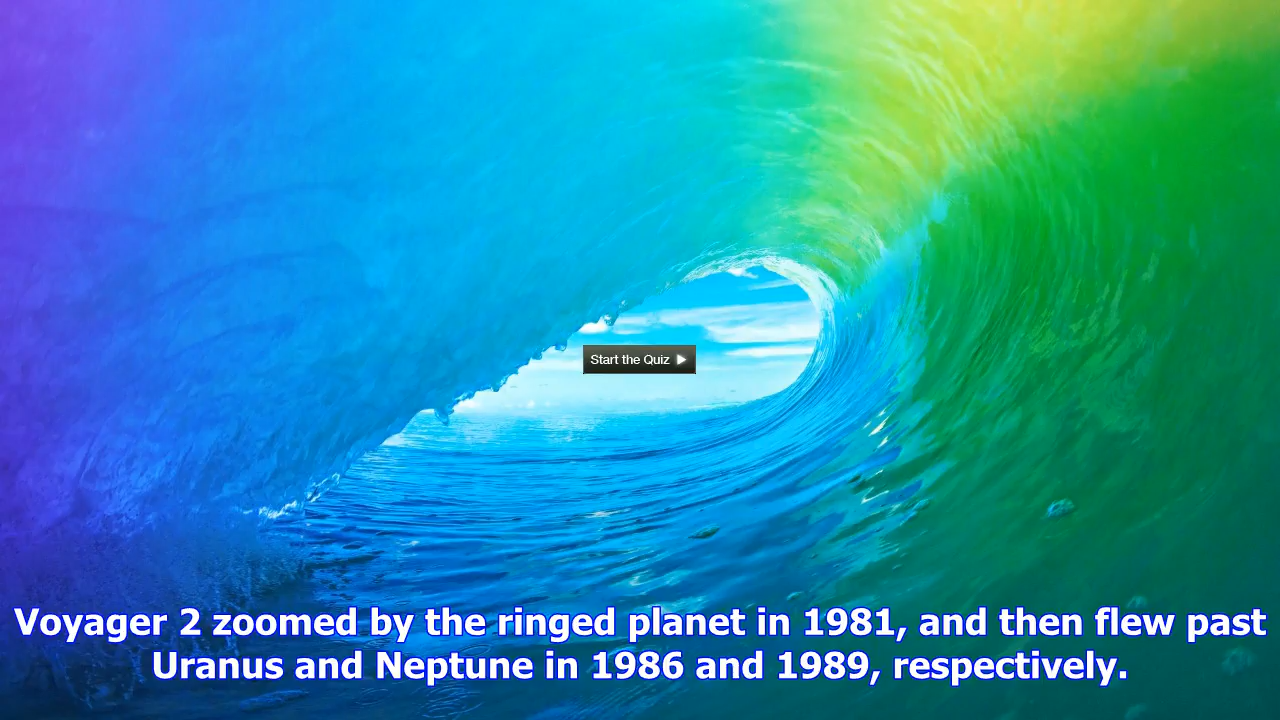 Start the Quiz
Voyager 2 zoomed by the ringed planet in 1981, and then flew past
Uranus and Neptune in 1986 and 1989, respectively.